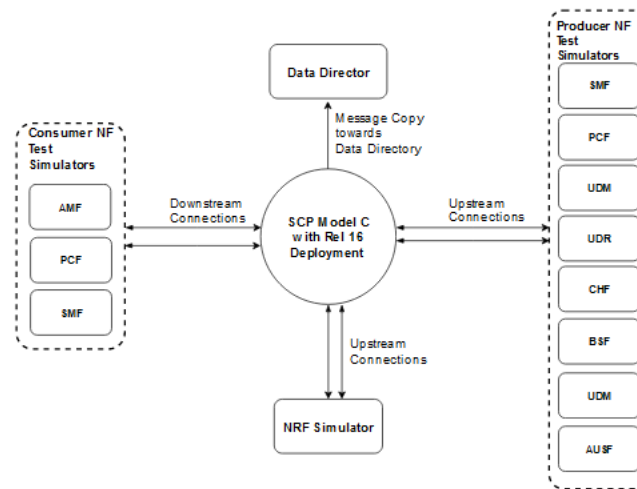 Producer NF
Test
Simulators
SMF
PCF
UDM
UDR
CHF
BSF
UDM
AUSF
Data Director
Message Copy
towards
Data Directory
Consumer NF
Test
Simulators
AMF
PCF
SMF
Downstream
Connections
SCP Model C
with Rel 16
Deployment
Upstream
Connections
Upstream
Connections
NRF Simulator